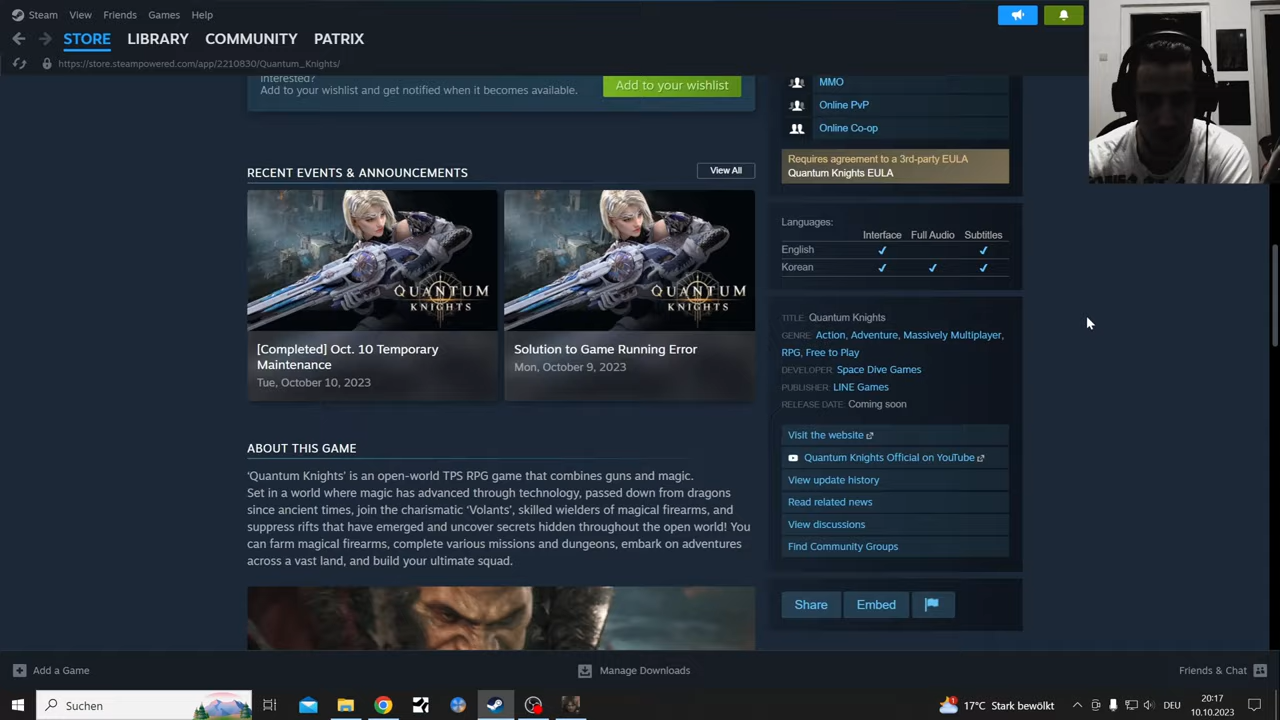 Steam View Friends Games Help
STORE LIBRARY COMMUNITY PATRIX
https://store.steampowered.com/app/2210830/Quantum_Knights/
Interested?
Add to your wishlist and get notified when it becomes available.
Add to your wishlist
RECENT EVENTS & ANNOUNCEMENTS
View All
QUANTUM
KNIGHTS
[Completed] Oct. 10 Temporary
Maintenance
Tue, October 10, 2023
QUANTUM
KNIGHTS
Solution to Game Running Error
Mon, October 9, 2023
ABOUT THIS GAME
‘Quantum Knights’ is an open-world TPS RPG game that combines guns and magic.
Set in a world where magic has advanced through technology, passed down from dragons
since ancient times, join the charismatic ‘Volants’, skilled wielders of magical firearms, and
suppress rifts that have emerged and uncover secrets hidden throughout the open world! You
can farm magical firearms, complete various missions and dungeons, embark on adventures
across a vast land, and build your ultimate squad.
MMO
Online PvP
Online Co-op
Requires agreement to a 3rd-party EULA
Quantum Knights EULA
Languages:
Interface Full Audio Subtitles
English ✔ ✔
Korean ✔ ✔ ✔
TITLE: Quantum Knights
GENRE: Action, Adventure, Massively Multiplayer,
RPG, Free to Play
DEVELOPER: Space Dive Games
PUBLISHER: LINE Games
RELEASE DATE: Coming soon
Visit the website
Quantum Knights Official on YouTube
View update history
Read related news
View discussions
Find Community Groups
Share Embed
Add a Game Manage Downloads Friends & Chat
Suchen
17°C Stark bewölkt
DEU
20:17
10.10.2023